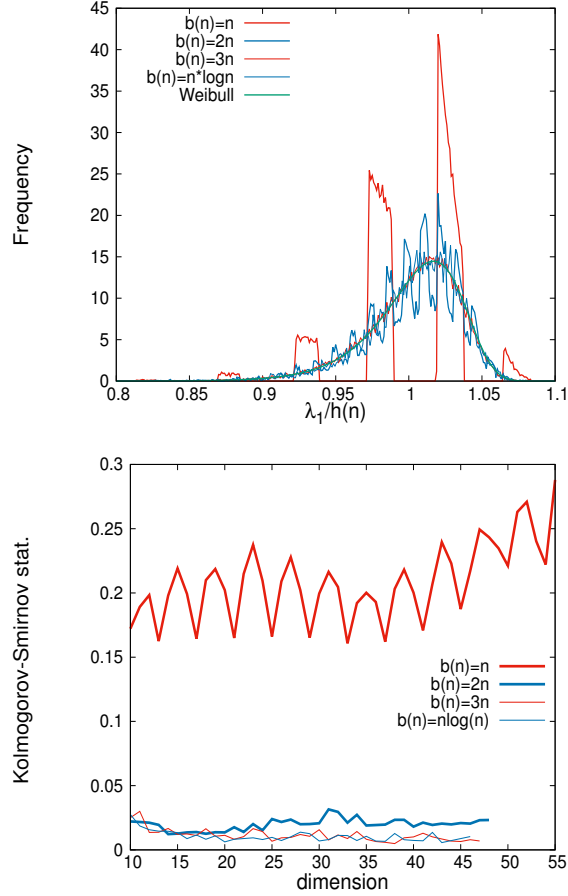 45
40
35
30
25
20
15
10
5
0
Frequency
b(n)=n
b(n)=2n
b(n)=3n
b(n)=n*logn
Weibull
0.8 0.85 0.9 0.95 1 1.05 1.1
λ1/h(n)
0.3
0.25
0.2
0.15
0.1
0.05
0
Kolmogorov-Smirnov stat.
b(n)=n
b(n)=2n
b(n)=3n
b(n)=nlog(n)
10 15 20 25 30 35 40 45 50 55
dimension